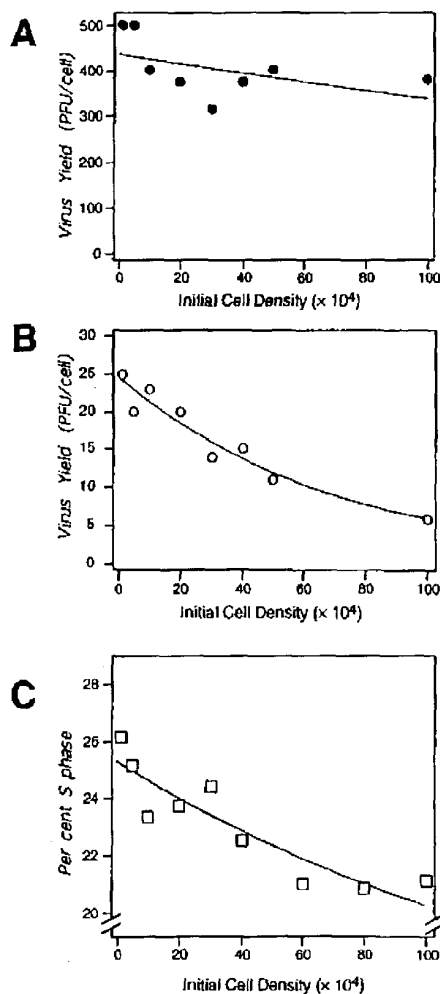 A
Virus Yield (PFU/cell)
500
400
300
200
100
0
0 20 40 60 80 100
Initial Cell Density (× 10⁴)
B
Virus Yield (PFU/cell)
30
25
20
15
10
5
0
0 20 40 60 80 100
Initial Cell Density (× 10⁴)
C
Per cent S phase
28
26
24
22
20
0 20 40 60 80 100
Initial Cell Density (× 10⁴)